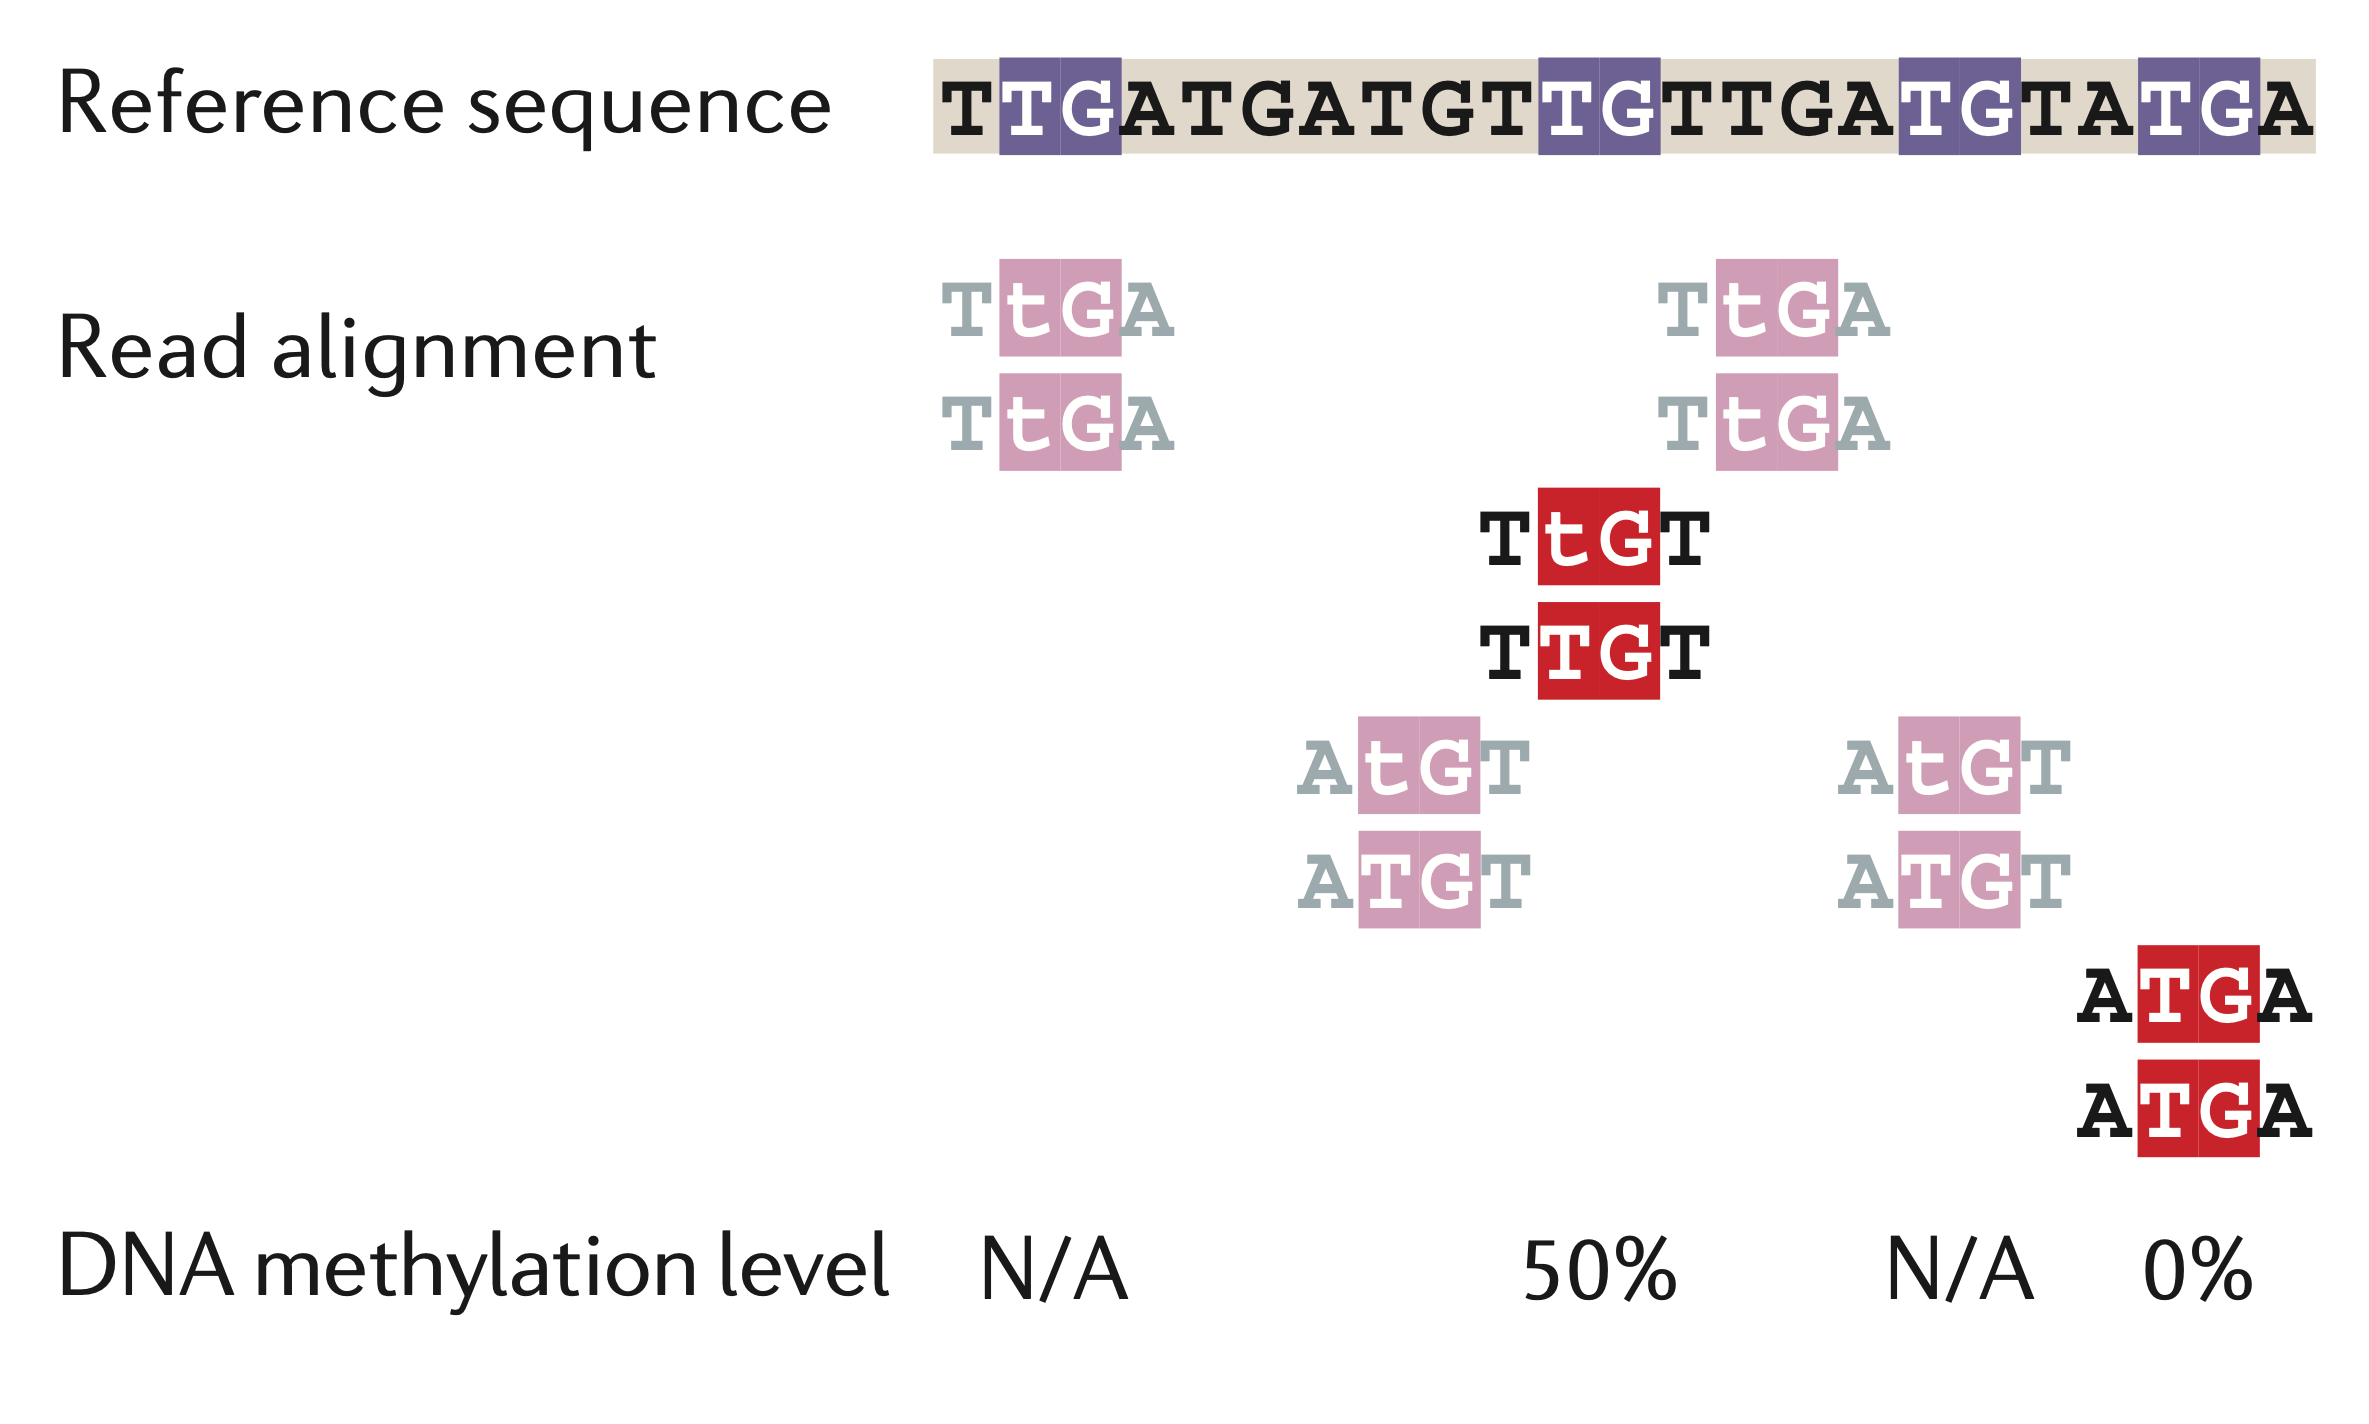 Reference sequence TTGATGATGTTGTTGATGTATGA
Read alignment
TtGA TtGA
TtGA TtGA
TtGT
TTGT
AtGT AtGT
ATGT ATGT
ATGA
ATGA
DNA methylation level N/A 50% N/A 0%